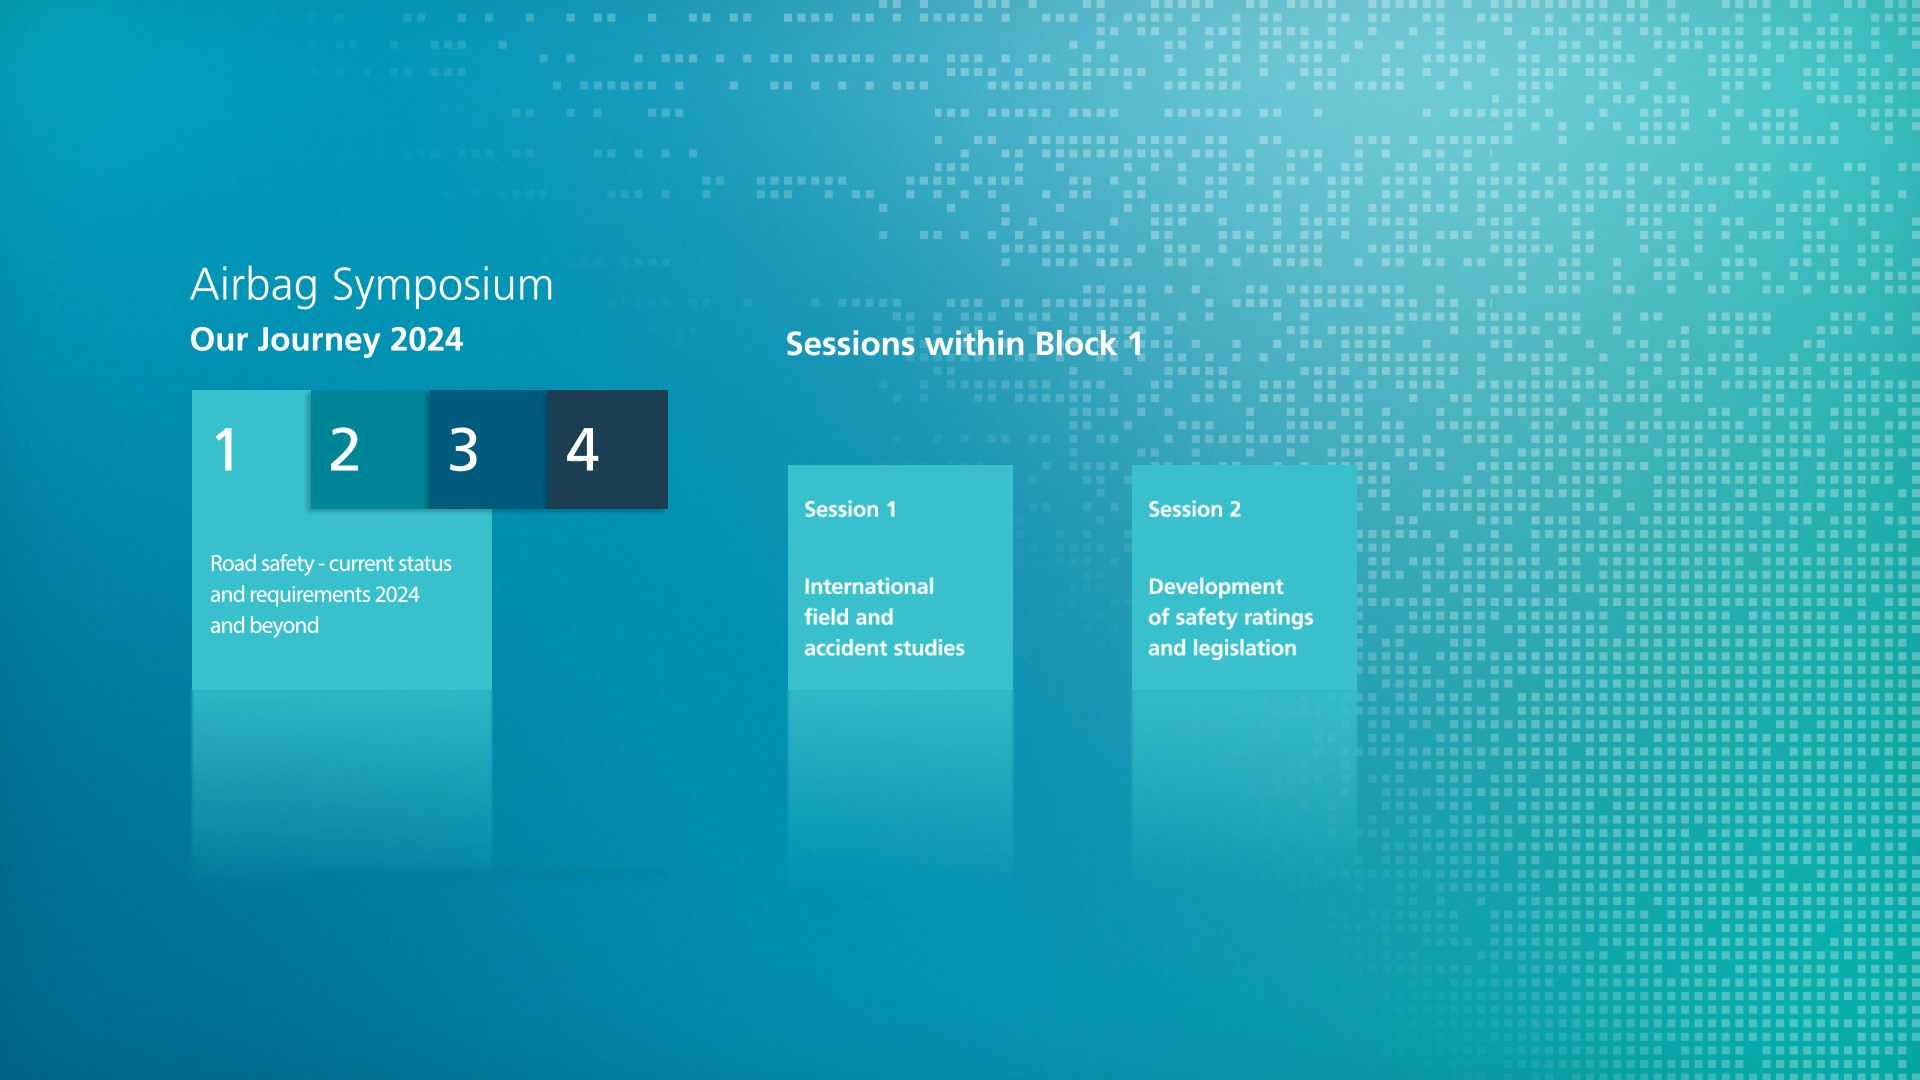 Airbag Symposium
Our Journey 2024
1 2 3 4
Road safety - current status
and requirements 2024
and beyond
Sessions within Block 1
Session 1
International
field and
accident studies
Session 2
Development
of safety ratings
and legislation